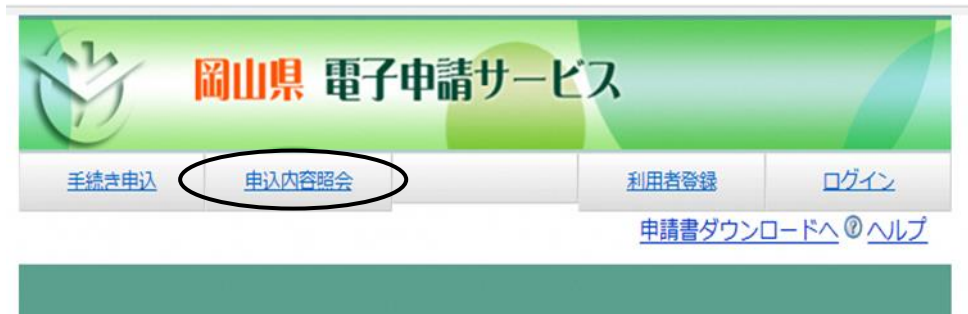 岡山県 電子申請サービス
手続き申込 申込内容照会 利用者登録 ログイン
申請書ダウンロードへ ? ヘルプ